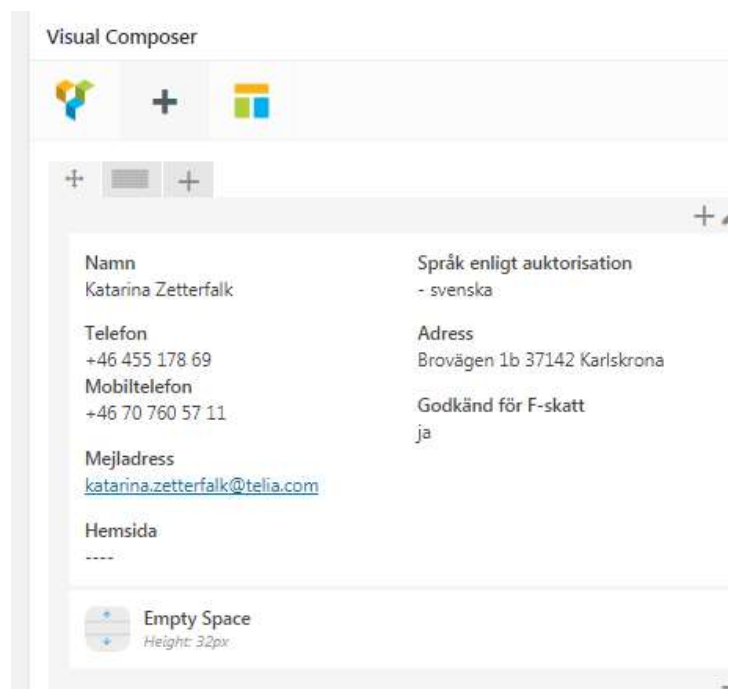 Visual Composer
Namn
Katarina Zetterfalk
Telefon
+46 455 178 69
Mobiltelefon
+46 70 760 57 11
Mejladress
katarina.zetterfalk@telia.com
Hemsida
----
Språk enligt auktorisation
- svenska
Adress
Brovägen 1b 37142 Karlskrona
Godkänd för F-skatt
ja
Empty Space
Height: 32px